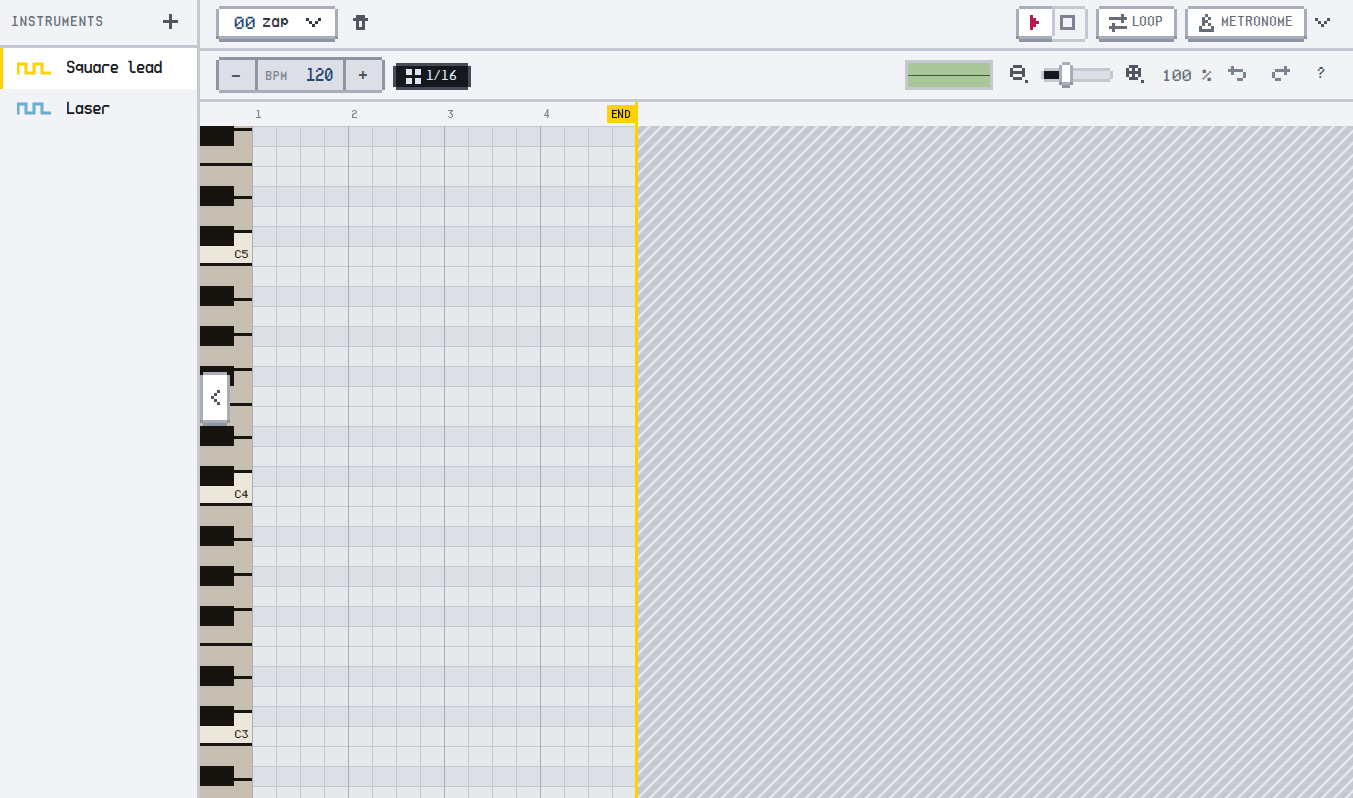 INSTRUMENTS
00 zap
LOOP
METRONOME
Square lead
Laser
- BPM 120 +
1/16
100 %
?
1 2 3 4 END
C5
C4
C3